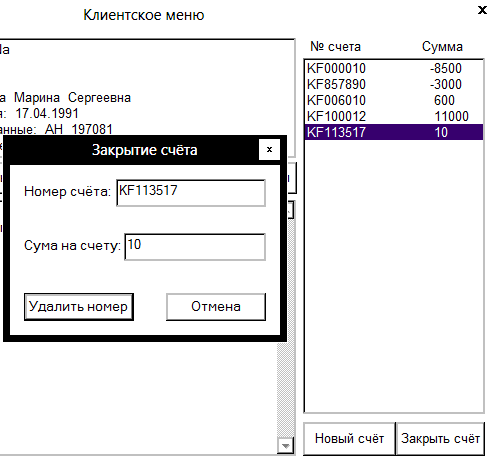 Клиентское меню
x
№ счета Сумма
KF000010 -8500
KF857890 -3000
KF006010 600
KF100012 11000
KF113517 10
а Марина Сергеевна
я: 17.04.1991
анные: АН 197081
Закрытие счёта x
Номер счёта: KF113517
Сума на счету: 10
Удалить номер Отмена
Новый счёт Закрыть счёт